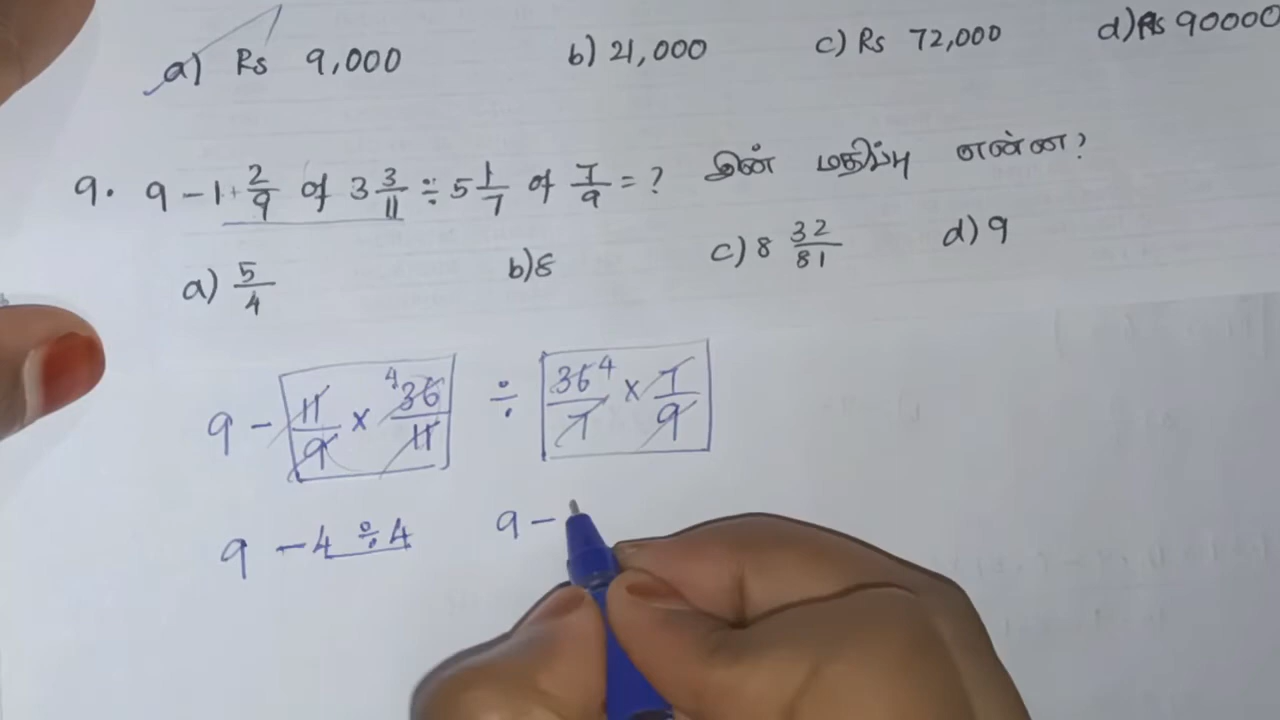 a) Rs 9,000 b) 21,000 c) Rs 72,000 d) Rs 90000
9. 9 - 1 2/9 of 3 3/11 ÷ 5 1/7 of 7/9 = ? இன் மதிப்பு என்ன?
a) 5/4 b) 8 c) 8 32/81 d) 9
9 - 11/9 × 36/11 4 ÷ 36/7 4 × 7/9
9 - 4 ÷ 4 9 -